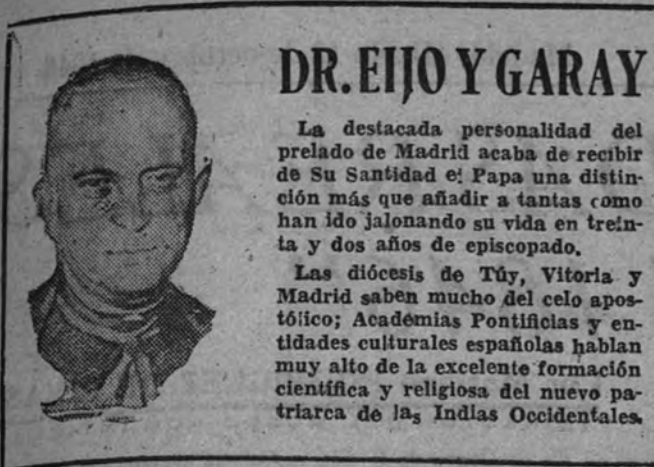 DR. EIJO Y GARAY
La destacada personalidad del
prelado de Madrid acaba de recibir
de Su Santidad el Papa una distin-
ción más que añadir a tantas como
han ido jalonando su vida en trein-
ta y dos años de episcopado.
Las diócesis de Túy, Vitoria y
Madrid saben mucho del celo apos-
tólico; Académias Pontificias y en-
tidades culturales españolas hablan
muy alto de la excelente formación
científica y religiosa del nuevo pa-
triarca de las Indias Occidentales.